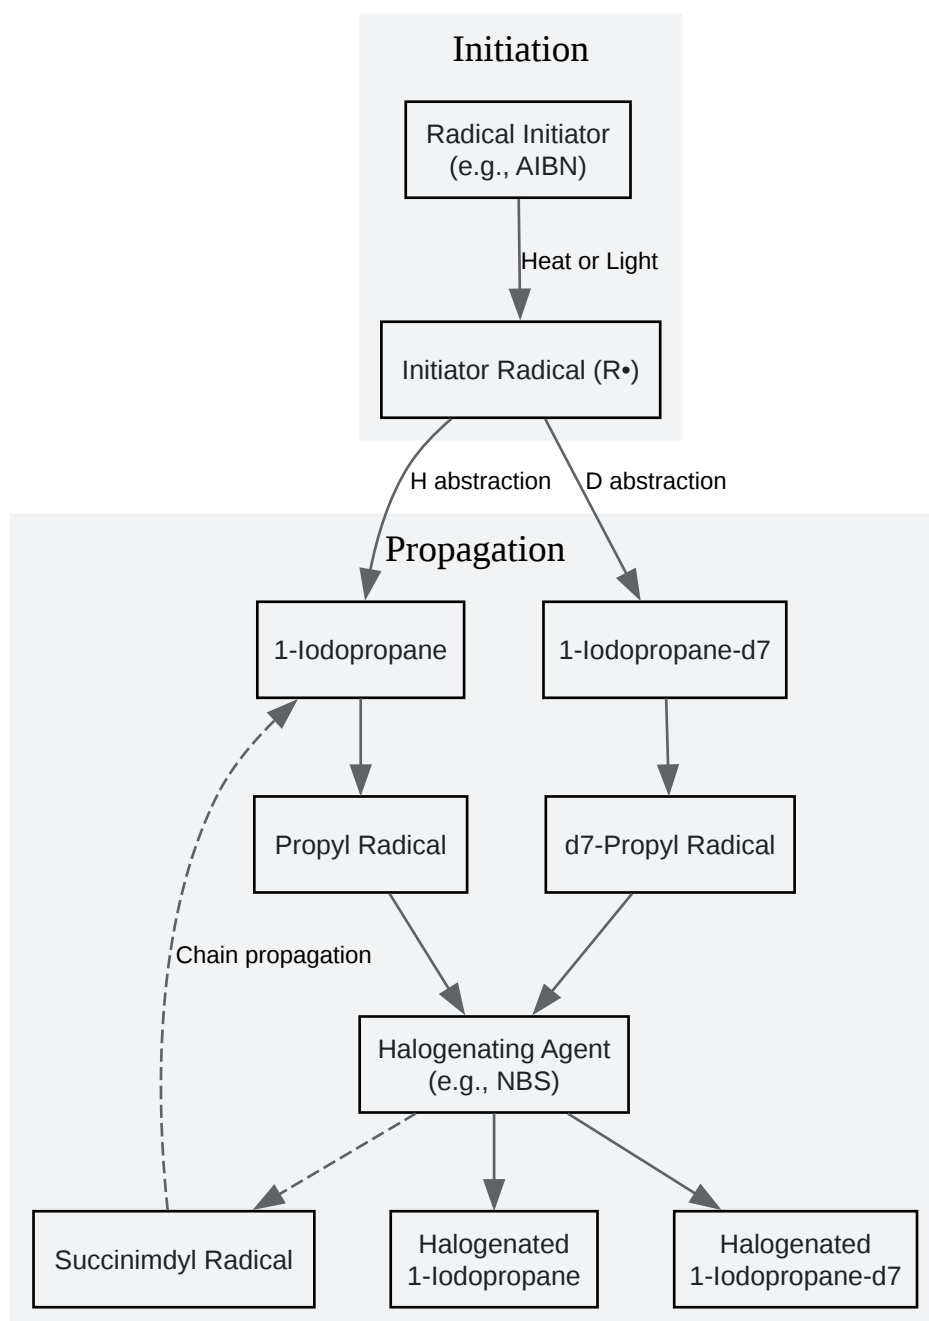 Initiation
Radical Initiator
(e.g., AIBN)
Heat or Light
Initiator Radical (R•)
H abstraction
D abstraction
Propagation
1-Iodopropane
1-Iodopropane-d7
Propyl Radical
d7-Propyl Radical
Chain propagation
Halogenating Agent
(e.g., NBS)
Succinimdyl Radical
Halogenated
1-Iodopropane
Halogenated
1-Iodopropane-d7